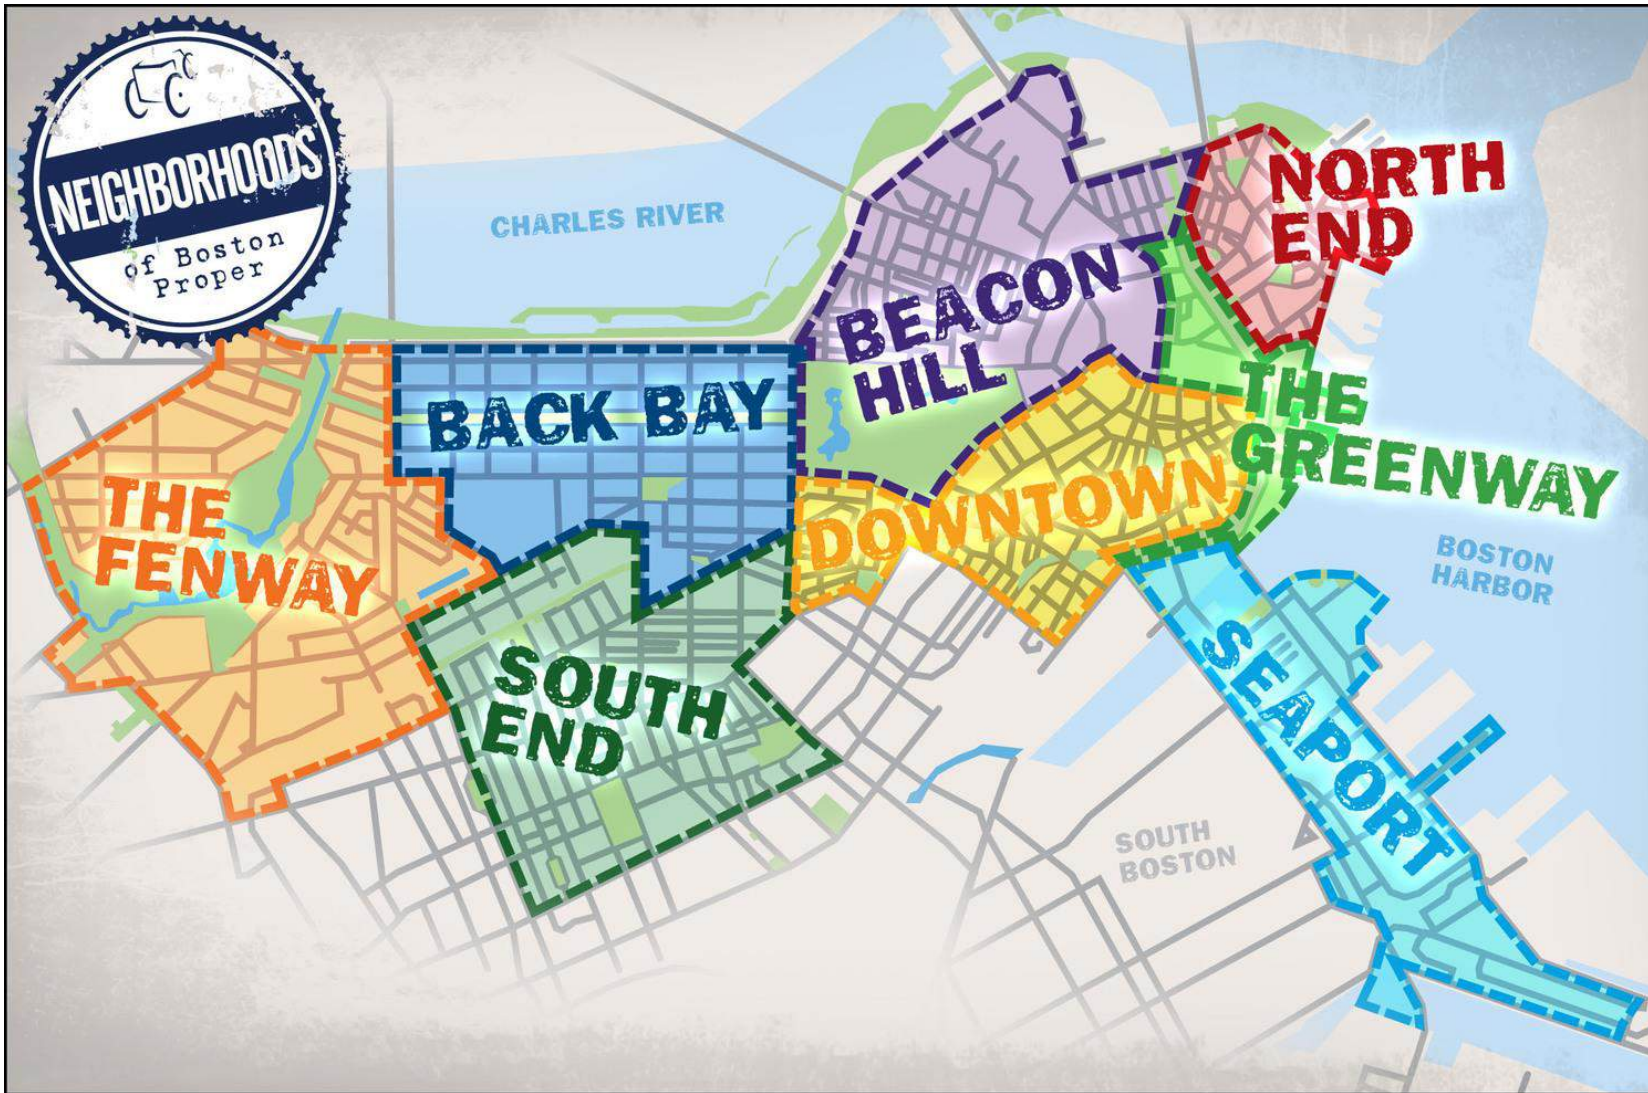 NEIGHBORHOODS
of Boston
Proper
CHARLES RIVER
NORTH
END
BEACON
HILL
BACK BAY
THE
GREENWAY
DOWNTOWN
THE
FENWAY
BOSTON
HARBOR
SOUTH
END
SEAPORT
SOUTH
BOSTON